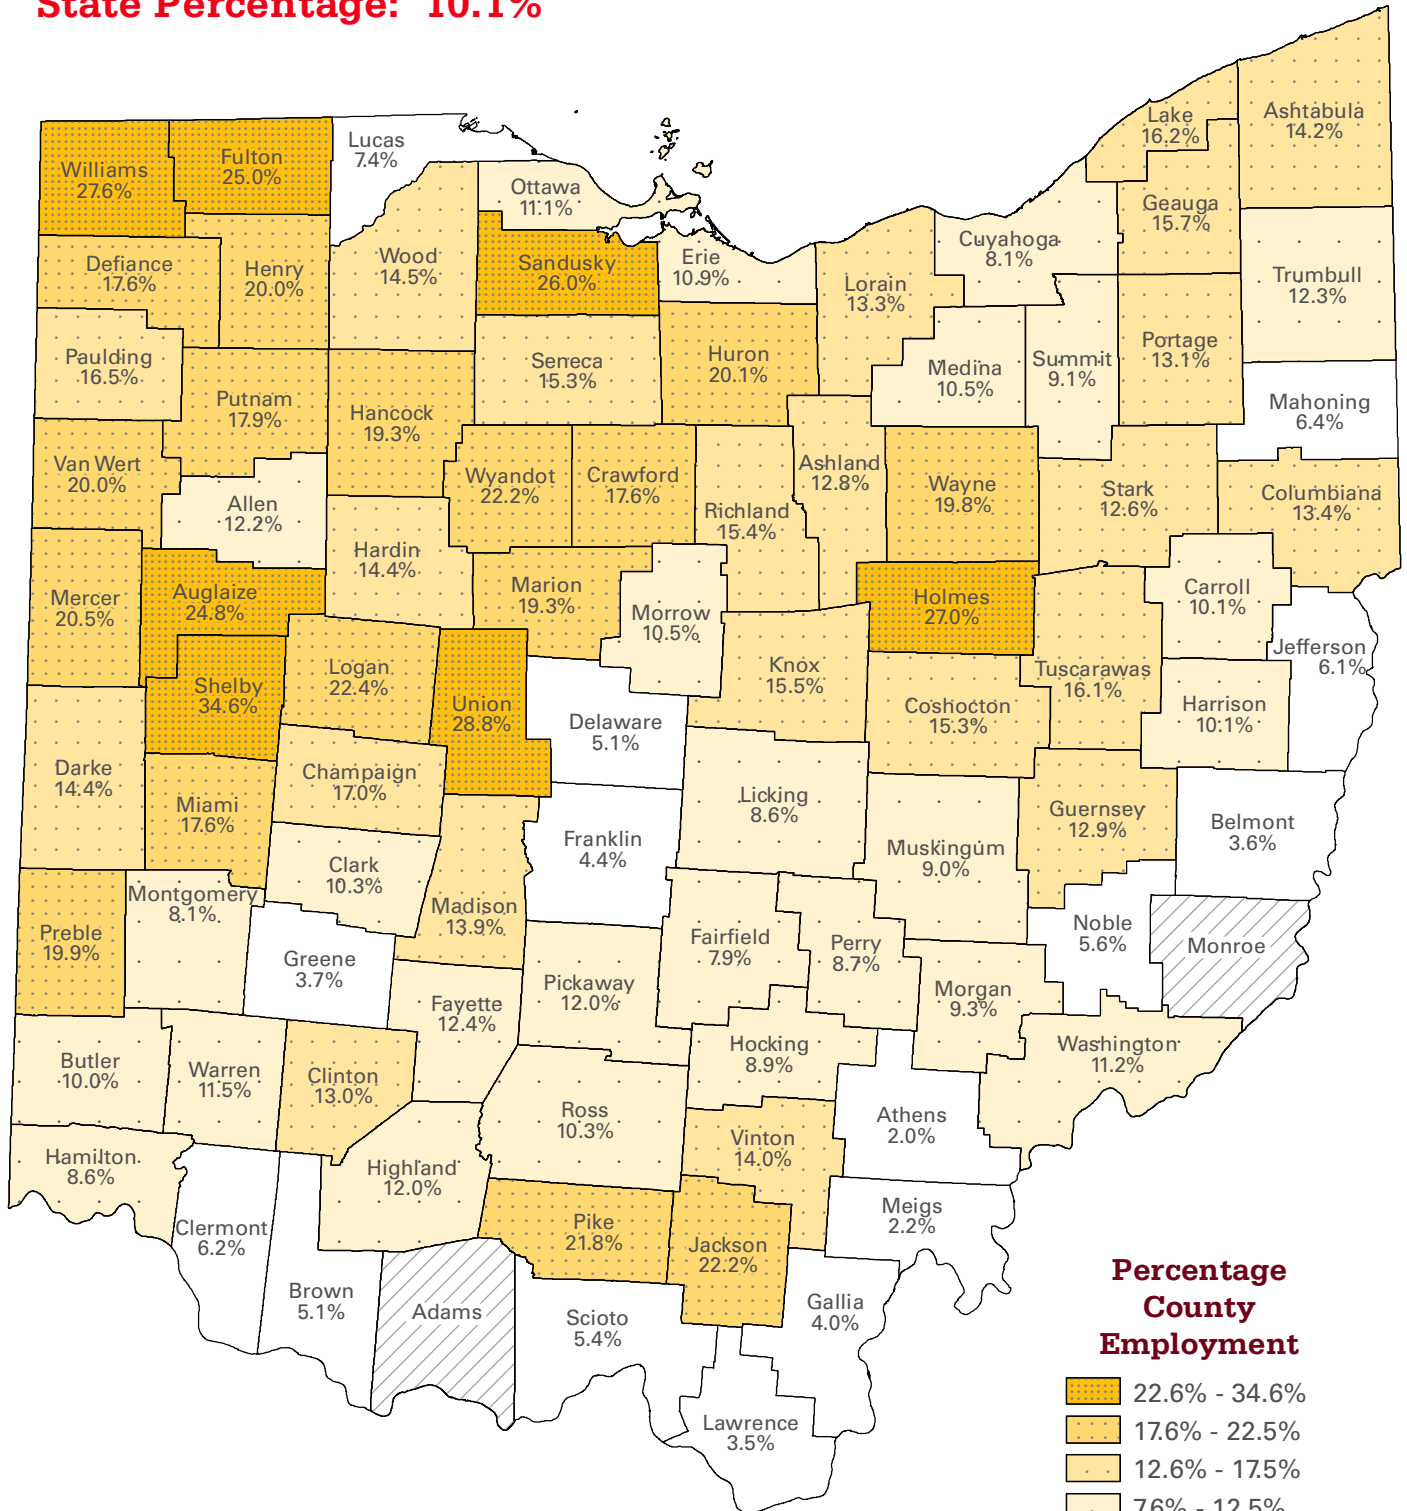 State Percentage: 10.1%
Williams
27.6%
Fulton
25.0%
Lucas
7.4%
Ottawa
11.1%
Lake
16.2%
Ashtabula
14.2%
Geauga
15.7%
Defiance
17.6%
Henry
20.0%
Wood
14.5%
Sandusky
26.0%
Erie
10.9%
Lorain
13.3%
Cuyahoga
8.1%
Trumbull
12.3%
Paulding
16.5%
Putnam
17.9%
Hancock
19.3%
Seneca
15.3%
Huron
20.1%
Medina
10.5%
Summit
9.1%
Portage
13.1%
Mahoning
6.4%
Van Wert
20.0%
Allen
12.2%
Wyandot
22.2%
Crawford
17.6%
Richland
15.4%
Ashland
12.8%
Wayne
19.8%
Stark
12.6%
Columbiana
13.4%
Mercer
20.5%
Auglaize
24.8%
Hardin
14.4%
Marion
19.3%
Morrow
10.5%
Holmes
27.0%
Carroll
10.1%
Jefferson
6.1%
Shelby
34.6%
Logan
22.4%
Union
28.8%
Delaware
5.1%
Knox
15.5%
Coshocton
15.3%
Tuscarawas
16.1%
Harrison
10.1%
Darke
14.4%
Miami
17.6%
Champaign
17.0%
Franklin
4.4%
Licking
8.6%
Muskingum
9.0%
Guernsey
12.9%
Belmont
3.6%
Clark
10.3%
Madison
13.9%
Preble
19.9%
Montgomery
8.1%
Greene
3.7%
Fayette
12.4%
Pickaway
12.0%
Fairfield
7.9%
Perry
8.7%
Morgan
9.3%
Noble
5.6%
Monroe
Butler
10.0%
Warren
11.5%
Clinton
13.0%
Ross
10.3%
Hocking
8.9%
Washington
11.2%
Athens
2.0%
Vinton
14.0%
Hamilton
8.6%
Highland
12.0%
Clermont
6.2%
Pike
21.8%
Jackson
22.2%
Meigs
2.2%
Brown
5.1%
Adams
Scioto
5.4%
Gallia
4.0%
Lawrence
3.5%
Percentage
County
Employment
22.6% - 34.6%
17.6% - 22.5%
12.6% - 17.5%
7.6% - 12.5%